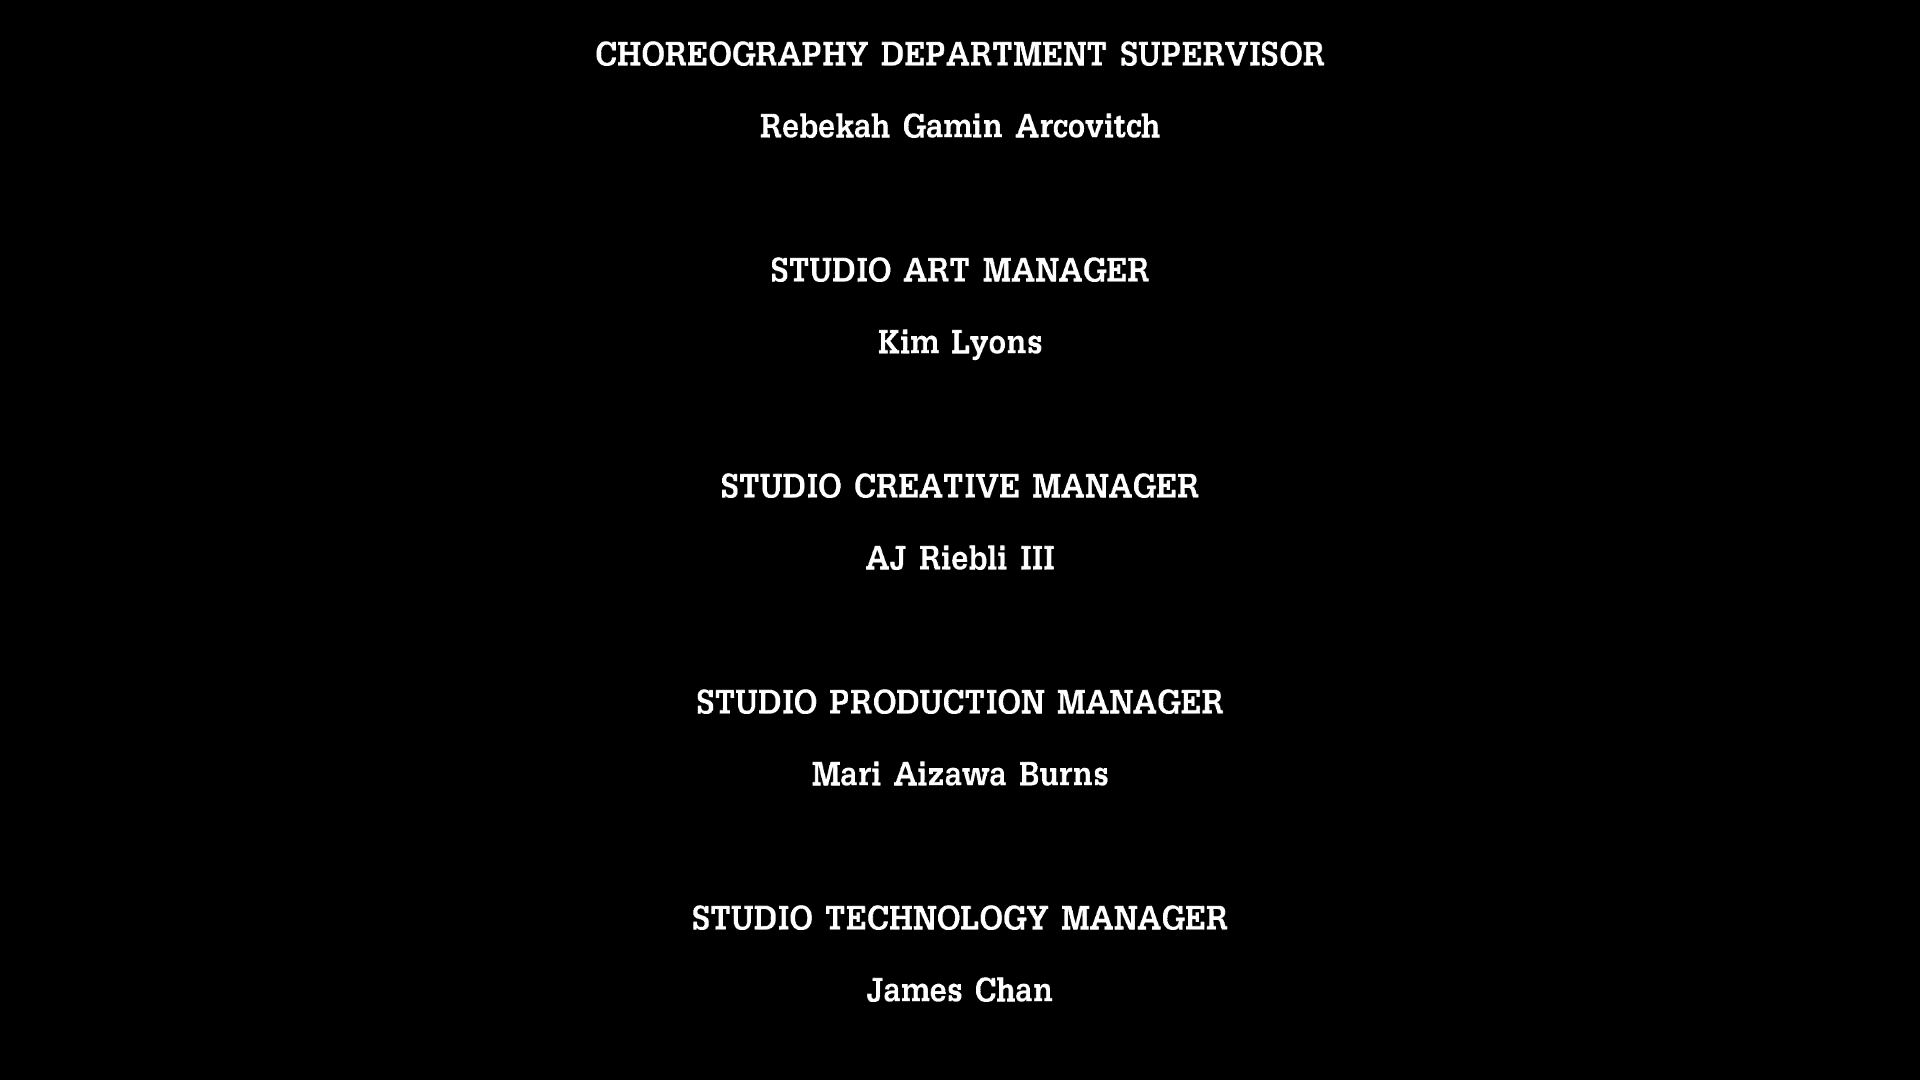 CHOREOGRAPHY DEPARTMENT SUPERVISOR
Rebekah Gamin Arcovitch
STUDIO ART MANAGER
Kim Lyons
STUDIO CREATIVE MANAGER
AJ Riebli III
STUDIO PRODUCTION MANAGER
Mari Aizawa Burns
STUDIO TECHNOLOGY MANAGER
James Chan